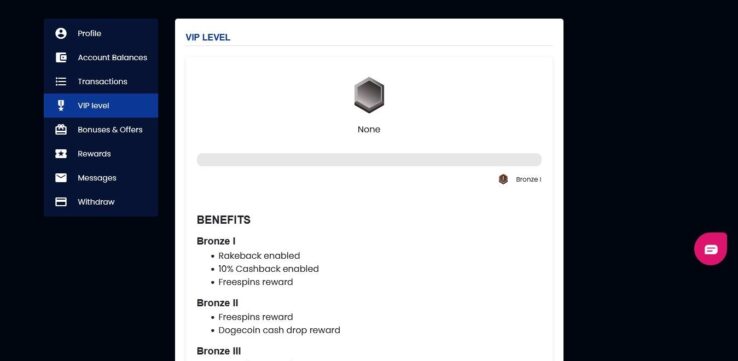 Profile
Account Balances
Transactions
VIP level
Bonuses & Offers
Rewards
Messages
Withdraw
VIP LEVEL
None
Bronze I
BENEFITS
Bronze I
Rakeback enabled
10% Cashback enabled
Freespins reward
Bronze II
Freespins reward
Dogecoin cash drop reward
Bronze III